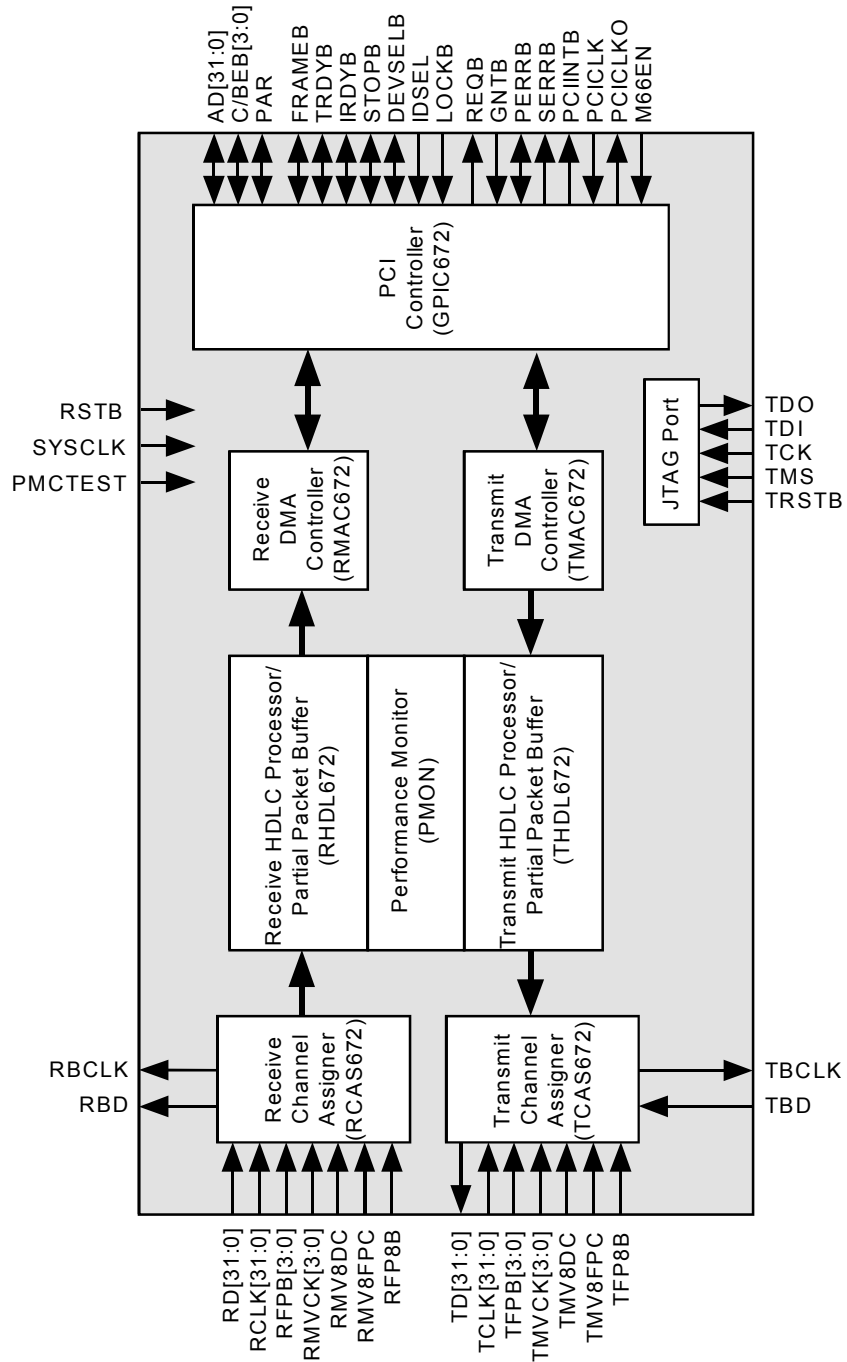 AD[31:0]
C/BEB[3:0]
PAR
FRAMEB
TRDYB
IRDYB
STOPB
DEVSELB
IDSEL
LOCKB
REQB
GNTB
PERRB
SERRB
PCIINTB
PCICLK
PCICLKO
M66EN
PCI
Controller
(GPIC672)
RSTB
SYSCLK
PMCTEST
TDO
TDI
TCK
TMS
TRSTB
JTAG Port
Receive
DMA
Controller
(RMAC672)
Transmit
DMA
Controller
(TMAC672)
Receive HDLC Processor/
Partial Packet Buffer
(RHDL672)
Performance Monitor
(PMON)
Transmit HDLC Processor/
Partial Packet Buffer
(THDL672)
RBCLK
RBD
Receive
Channel
Assigner
(RCAS672)
Transmit
Channel
Assigner
(TCAS672)
TBCLK
TBD
RD[31:0]
RCLK[31:0]
RFPB[3:0]
RMVCK[3:0]
RMV8DC
RMV8FPC
RFP8B
TD[31:0]
TCLK[31:0]
TFPB[3:0]
TMVCK[3:0]
TMV8DC
TMV8FPC
TFP8B